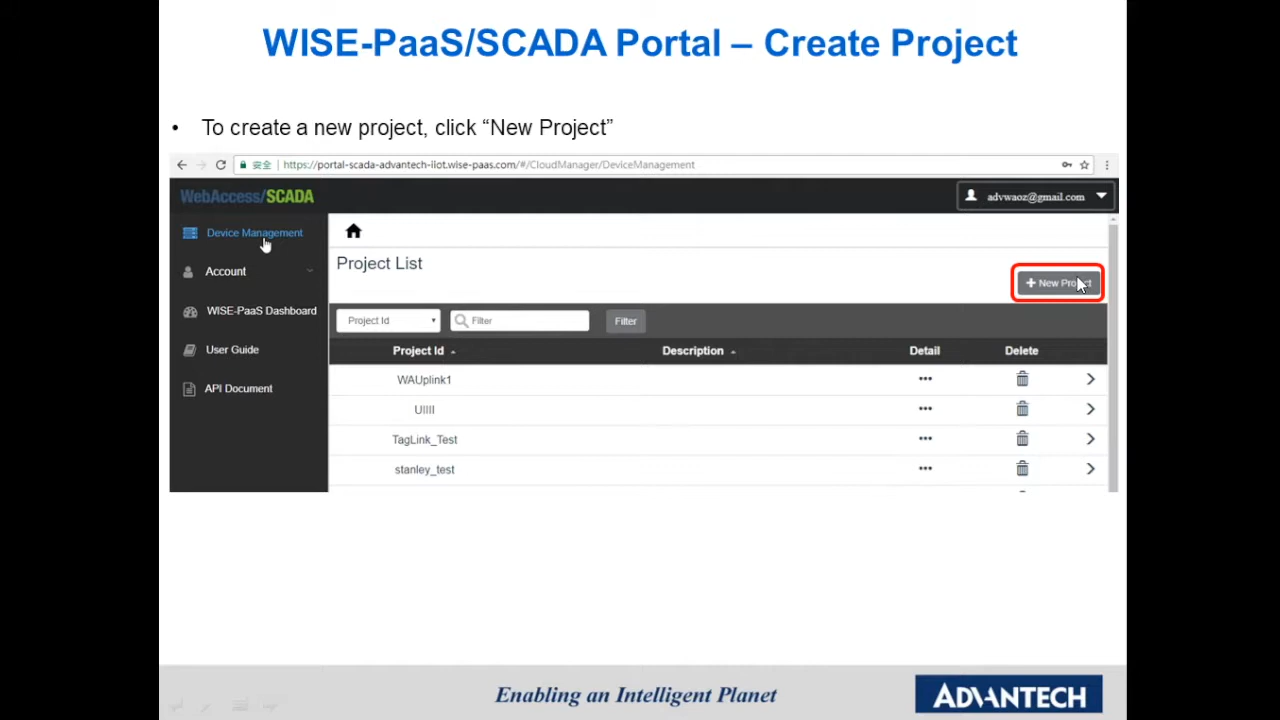 WISE-PaaS/SCADA Portal – Create Project
• To create a new project, click “New Project”
安全 https://portal-scada-advantech-iiot.wise-paas.com/#/CloudManager/DeviceManagement
WebAccess/SCADA
advwaoz@gmail.com
Device Management
Account
WISE-PaaS Dashboard
User Guide
API Document
Project List
+ New Project
Project Id Filter Filter
Project Id Description Detail Delete
WAUplink1
TagLink_Test
stanley_test
Enabling an Intelligent Planet
ADVANTECH